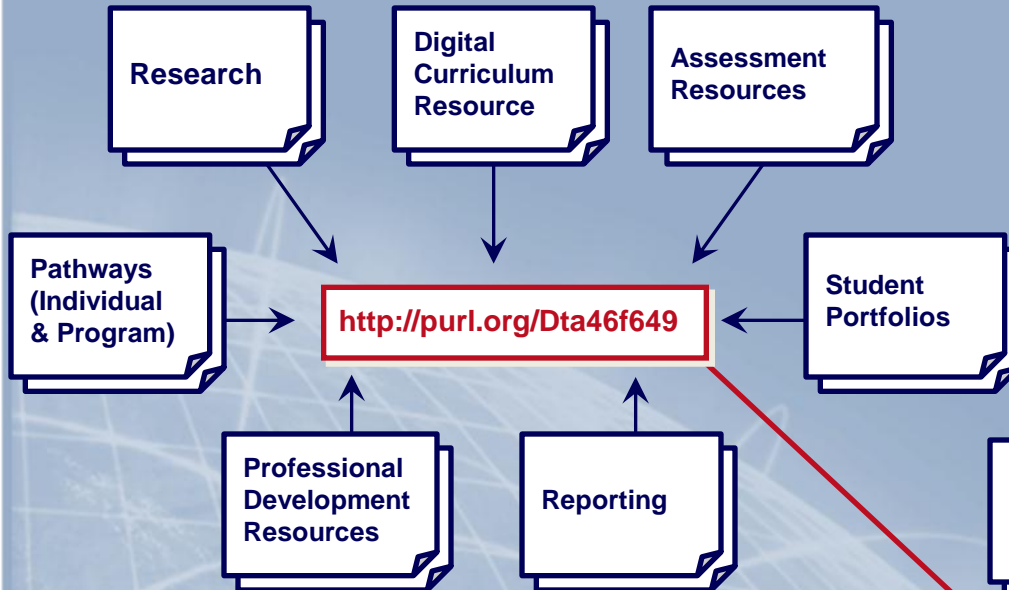 Research
Digital
Curriculum
Resource
Assessment
Resources
Pathways
(Individual
& Program)
http://purl.org/Dta46f649
Student
Portfolios
Professional
Development
Resources
Reporting